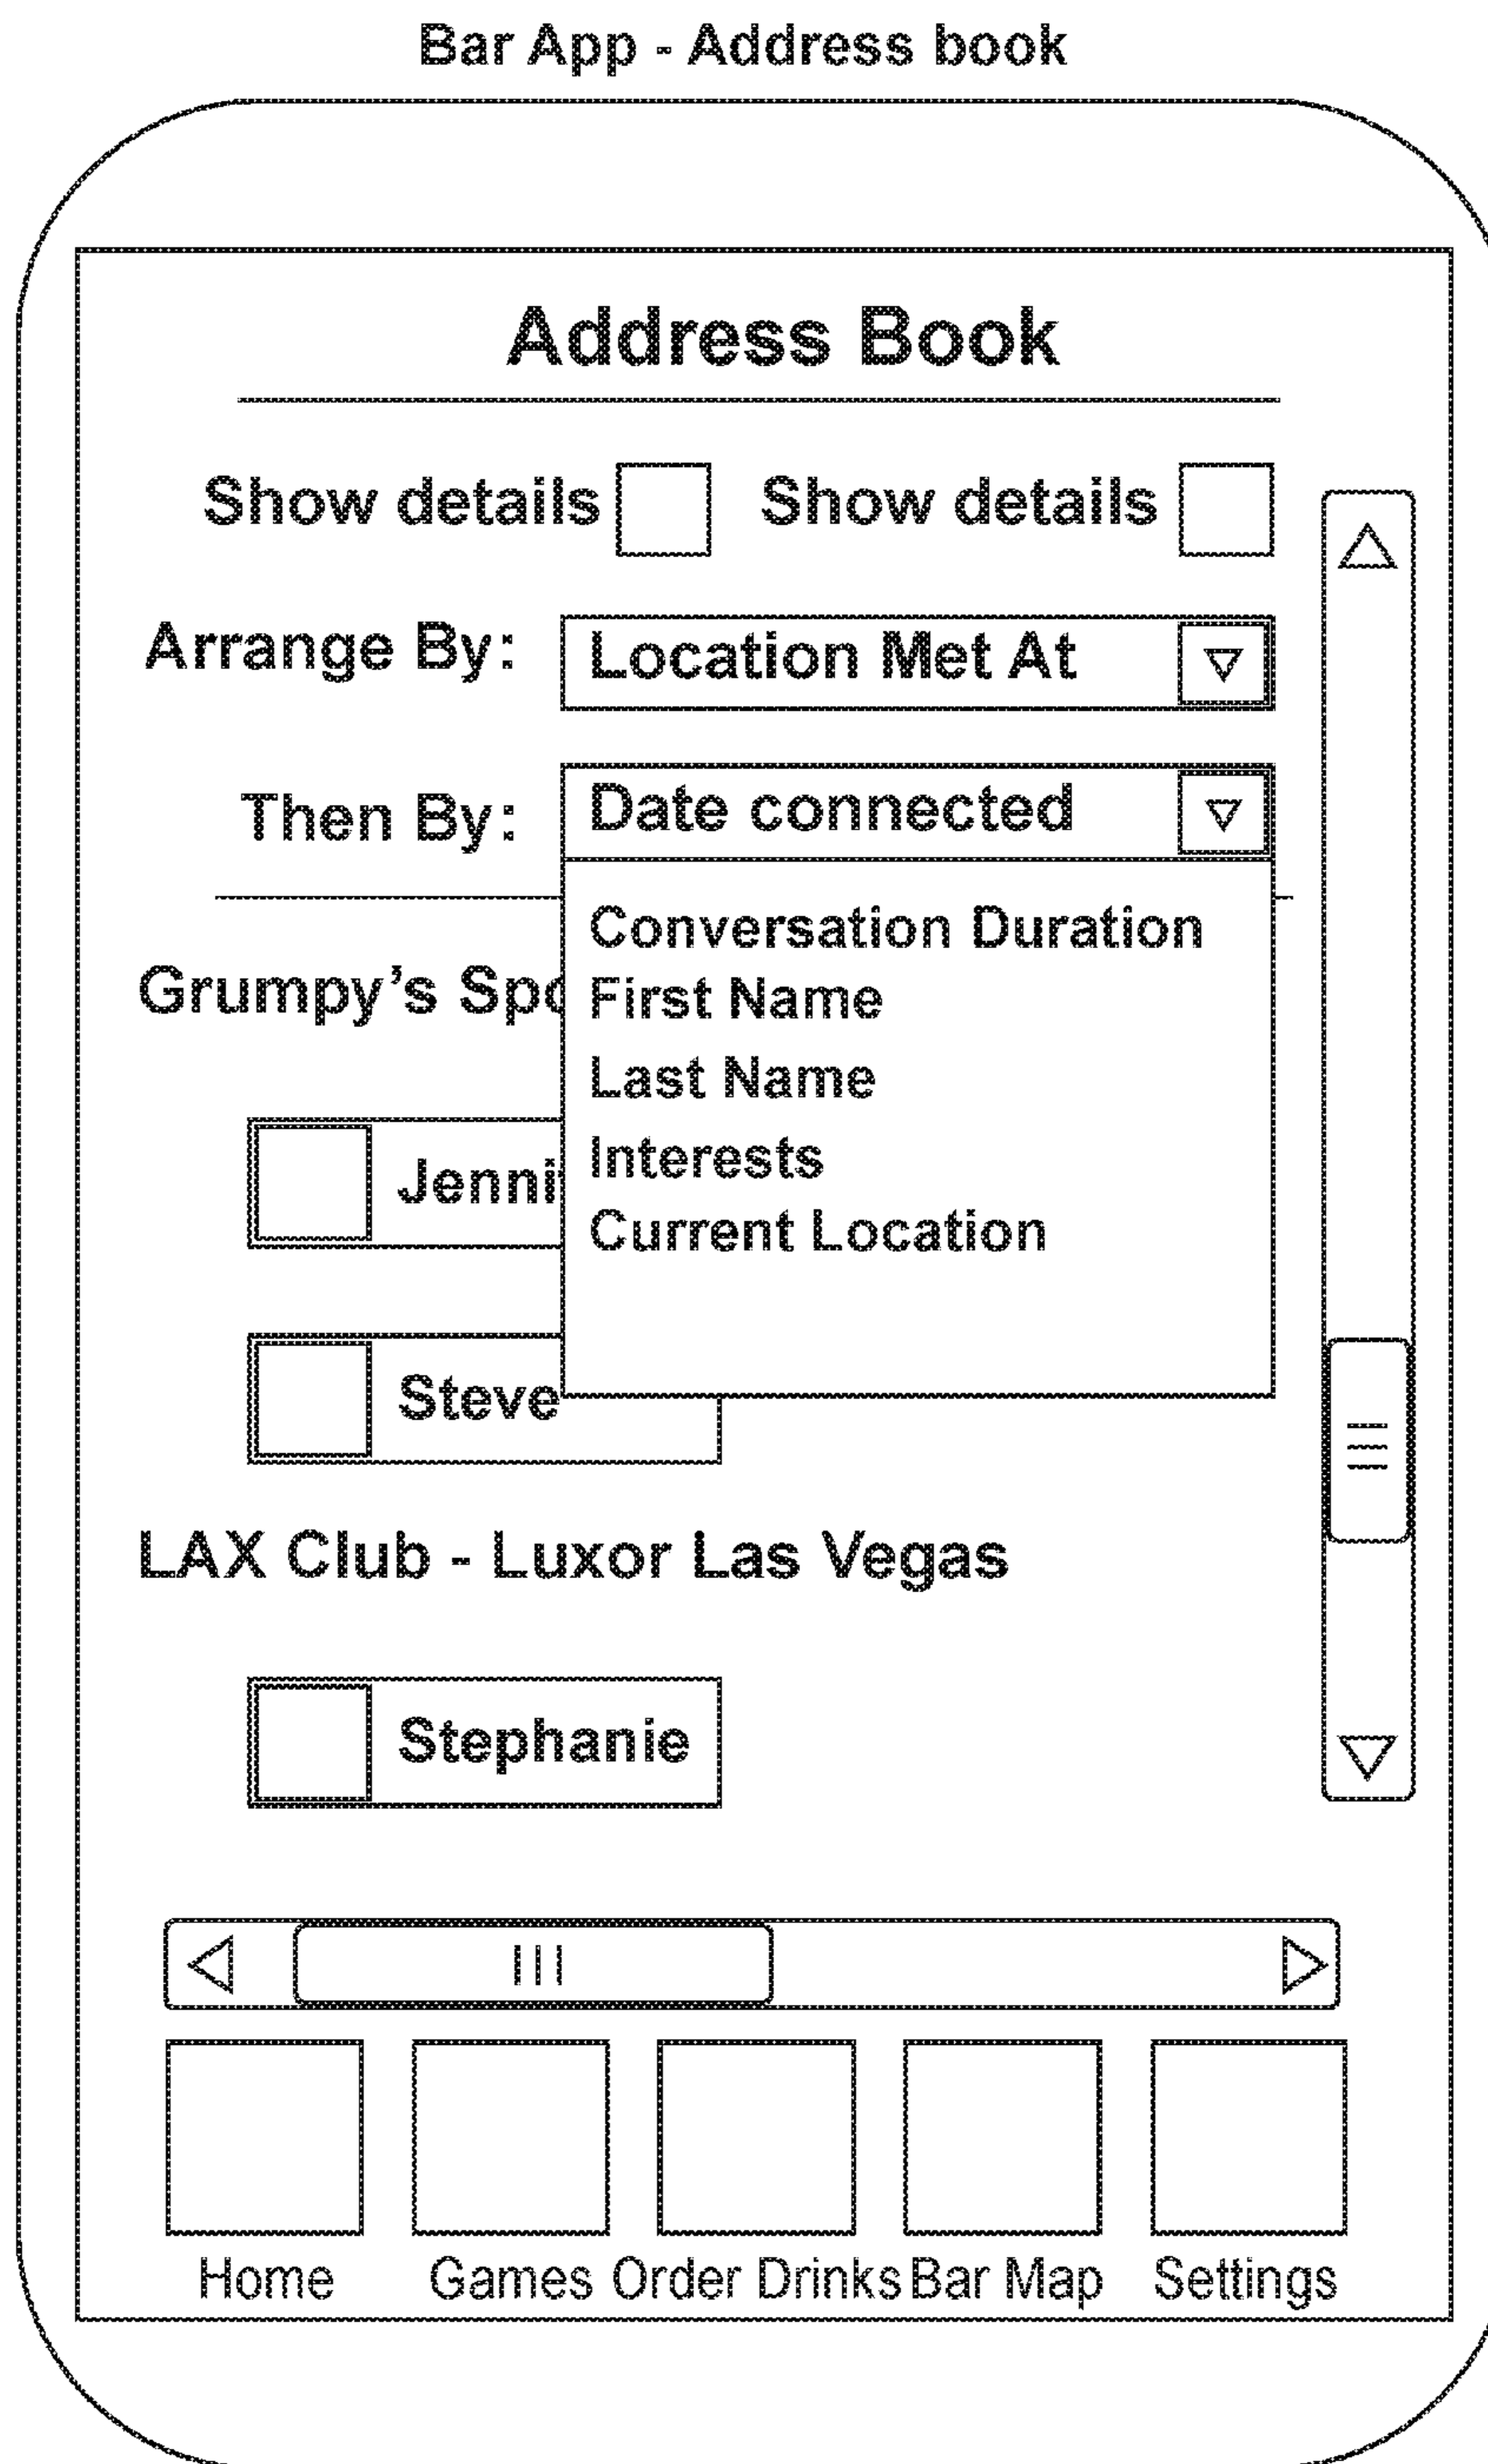 Bar App - Address book
Address Book
Show details Show details
Arrange By: Location Met At
Then By: Date connected
Conversation Duration
Grumpy's
First Name
Last Name
Interests
Current Location
Steve
LAX Club - Luxor Las Vegas
Stephanie
Home Games Order Drinks Bar Map Settings